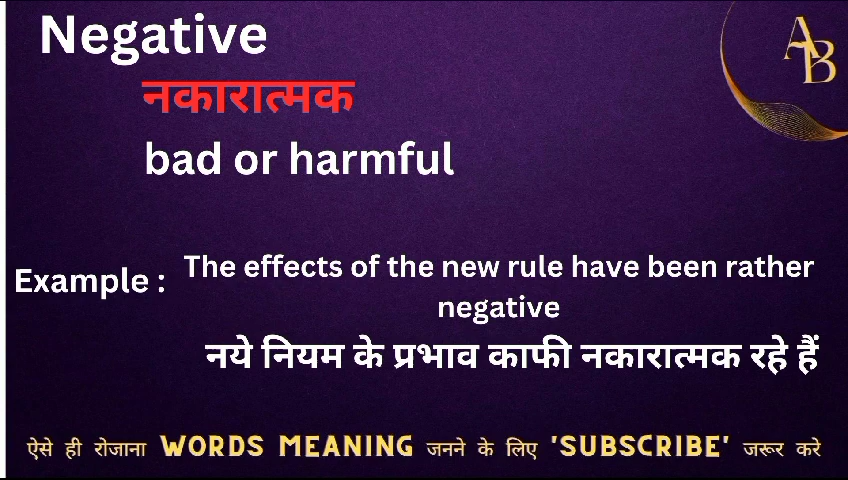 Negative
AB
नकारात्मक
bad or harmful
Example : The effects of the new rule have been rather
negative
नये नियम के प्रभाव काफी नकारात्मक रहे हैं
ऐसे ही रोजाना WORDS MEANING जनने के लिए 'SUBSCRIBE' जरूर करे